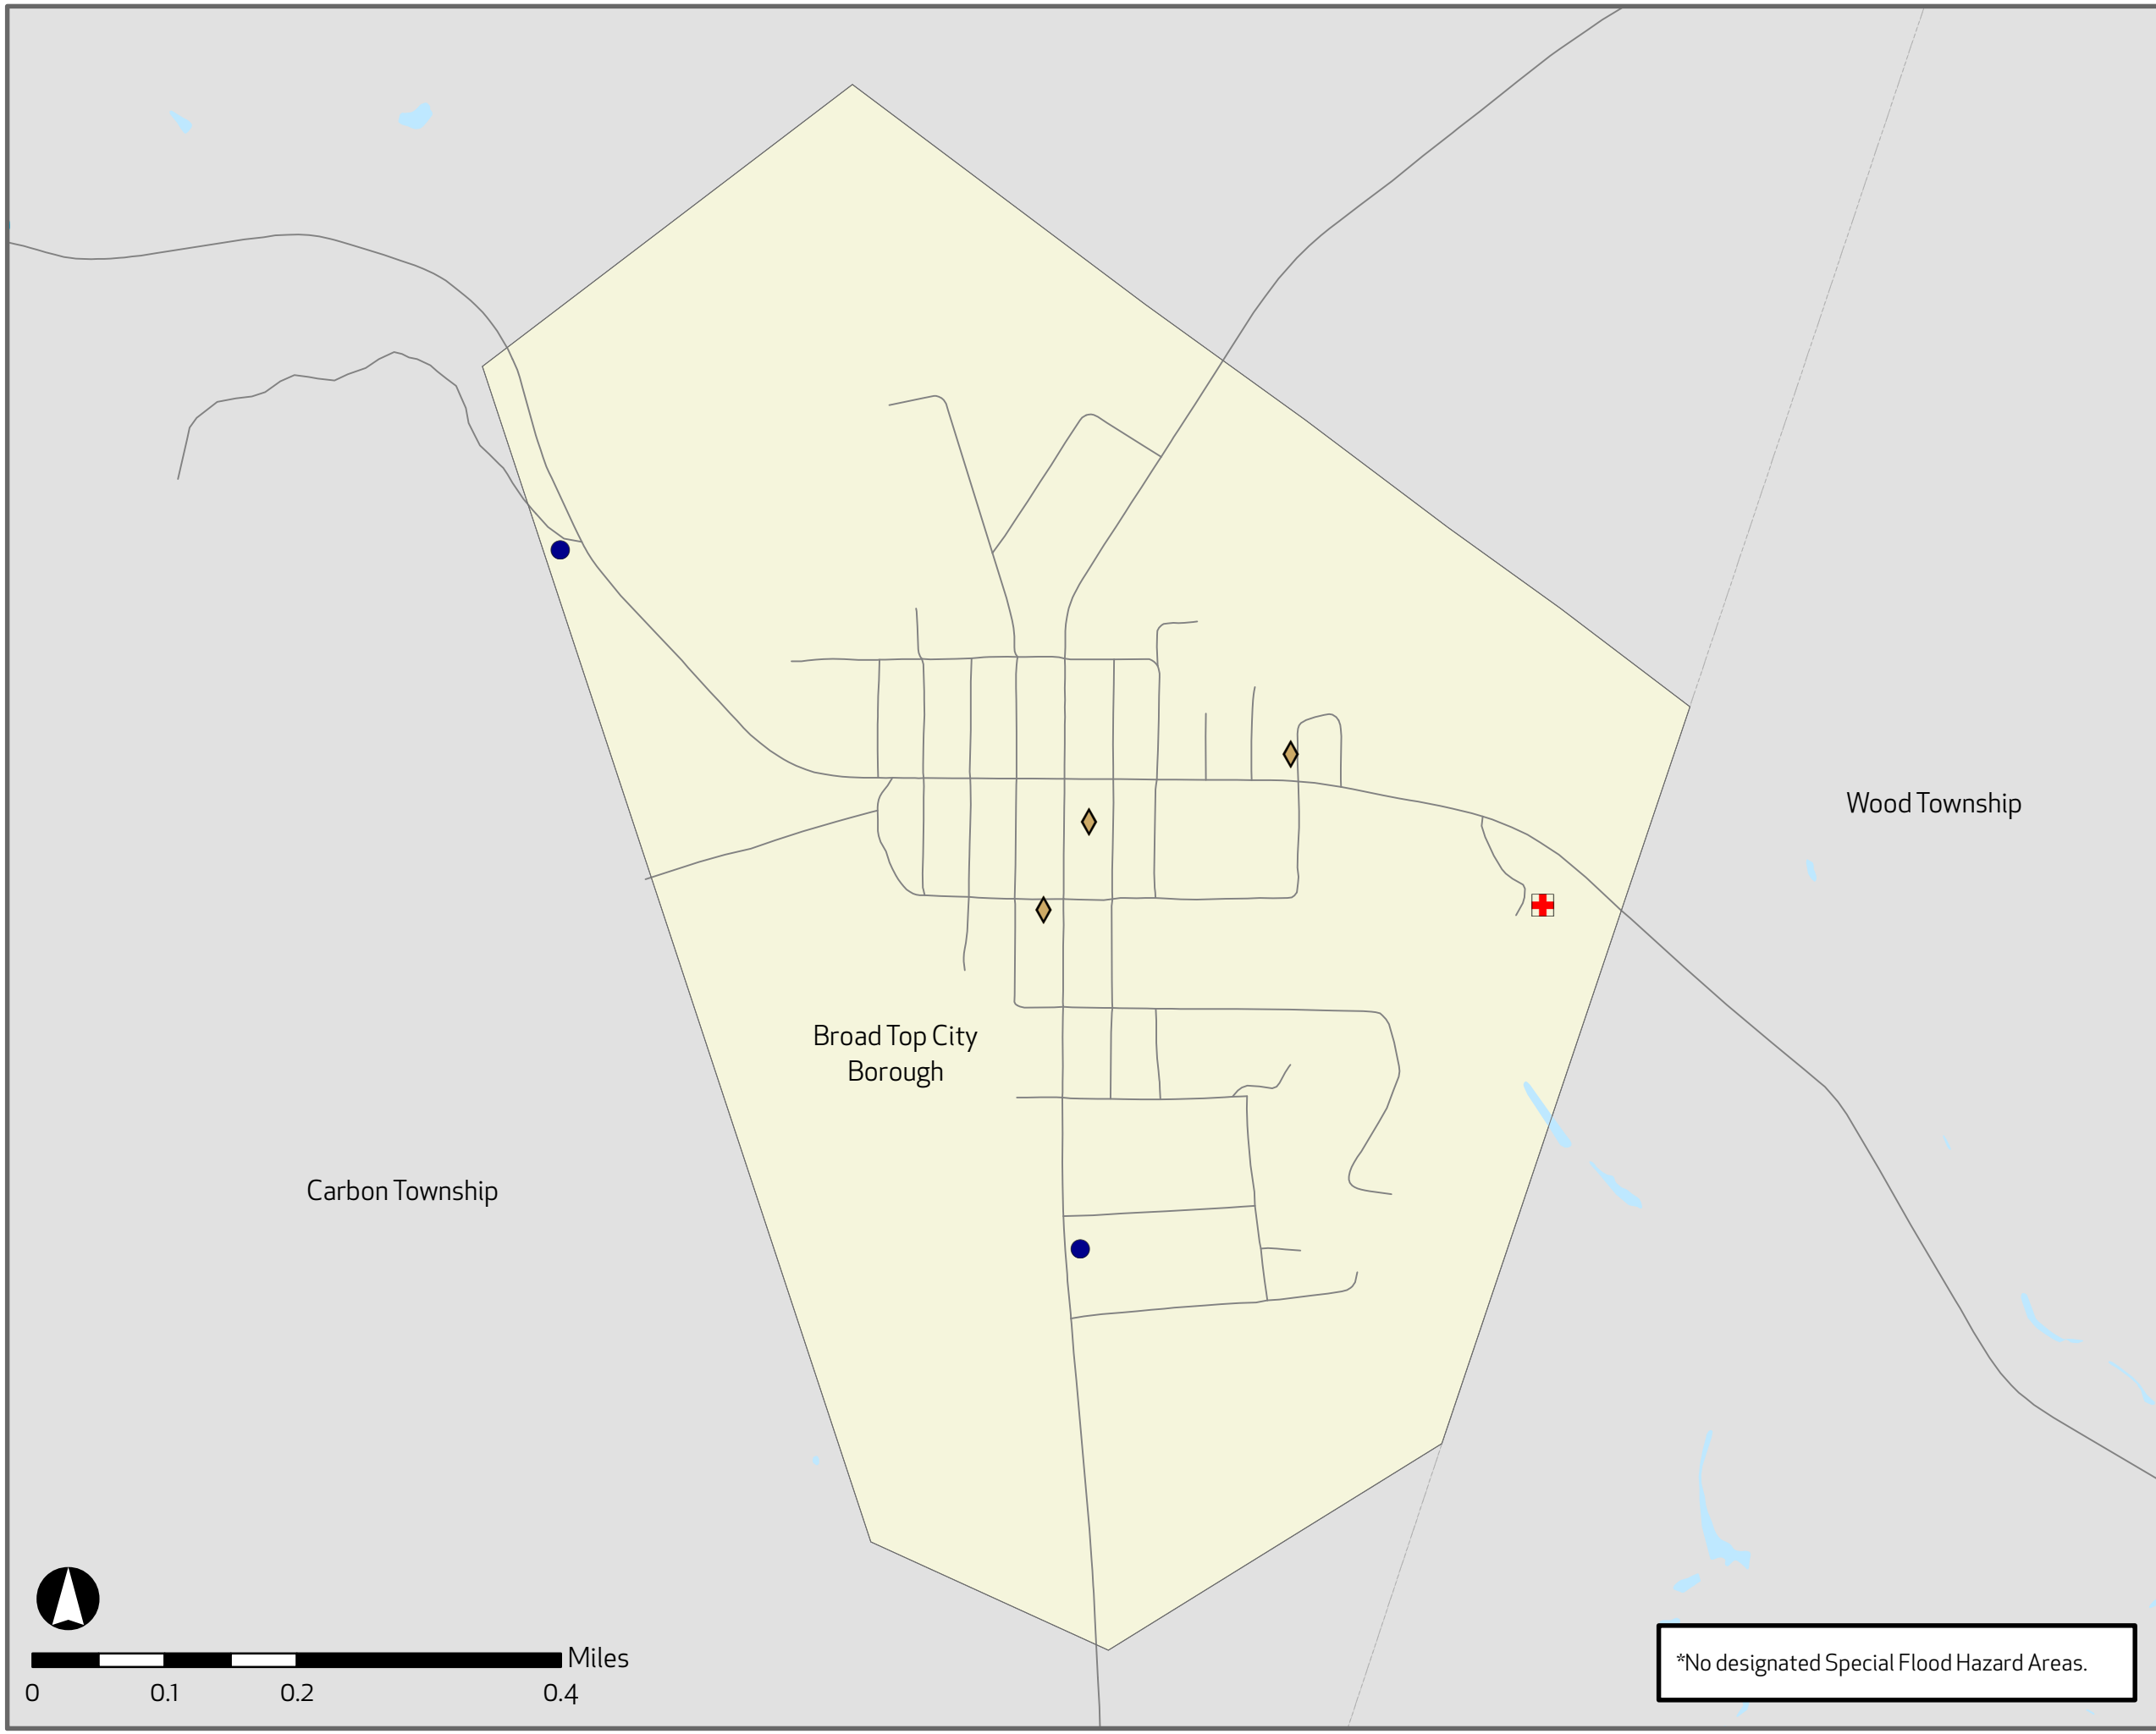 Wood Township
Broad Top City
Borough
Carbon Township
Miles
0 0.1 0.2 0.4
*No designated Special Flood Hazard Areas.